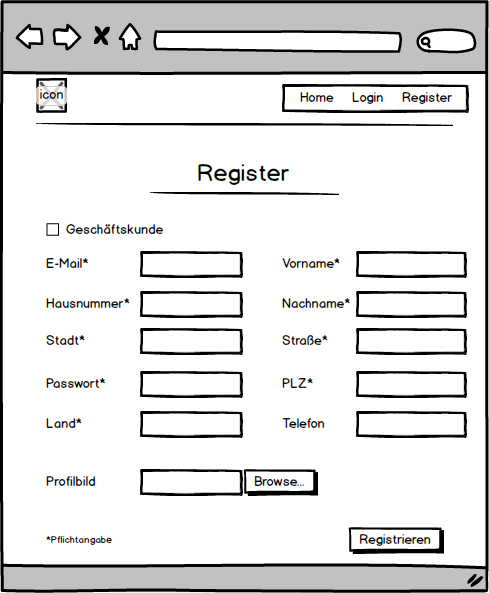 icon
Home Login Register
Register
Geschäftskunde
E-Mail* Vorname*
Hausnummer* Nachname*
Stadt* Straße*
Passwort* PLZ*
Land* Telefon
Profilbild Browse...
*Pflichtangabe Registrieren